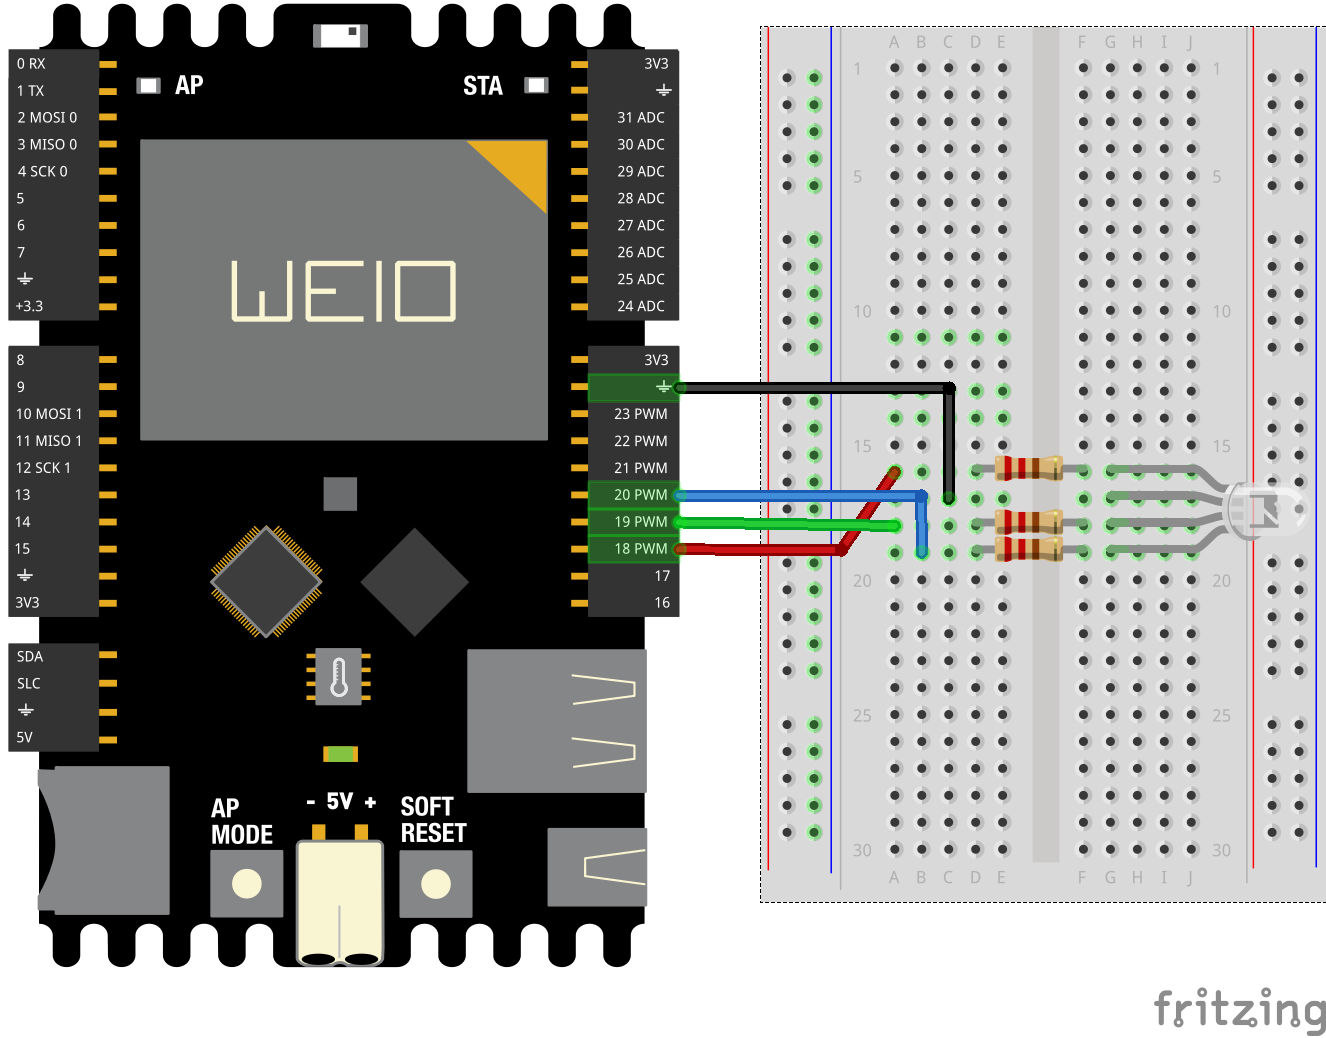 AP
STA
0 RX
1 TX
2 MOSI 0
3 MISO 0
4 SCK 0
5
6
7
+3.3
8
9
10 MOSI 1
11 MISO 1
12 SCK 1
13
14
15
3V3
SDA
SLC
5V
WEIO
3V3
31 ADC
30 ADC
29 ADC
28 ADC
27 ADC
26 ADC
25 ADC
24 ADC
3V3
23 PWM
22 PWM
21 PWM
20 PWM
19 PWM
18 PWM
17
16
AP
MODE
- 5V +
SOFT
RESET
A B C D E F G H I J
1 1
5 5
10 10
15 15
20 20
25 25
30 30
A B C D E F G H I J
fritzing